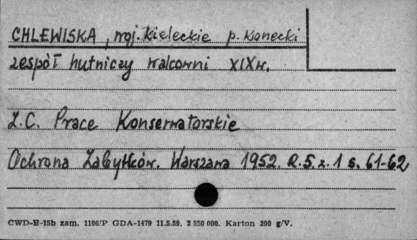 CHLEWISKA, woj. kieleckie p. konecki
zespół hutniczy walcowni XIXw.
Z.C. Prace Konserwatorskie
Ochrona Zabytków. Warszawa 1952. R.5. z. 1 s. 61-62
CWD-E-15b zam. 1106/P GDA-1479 11.5.59. 2 550 000. Karton 200 g/V.